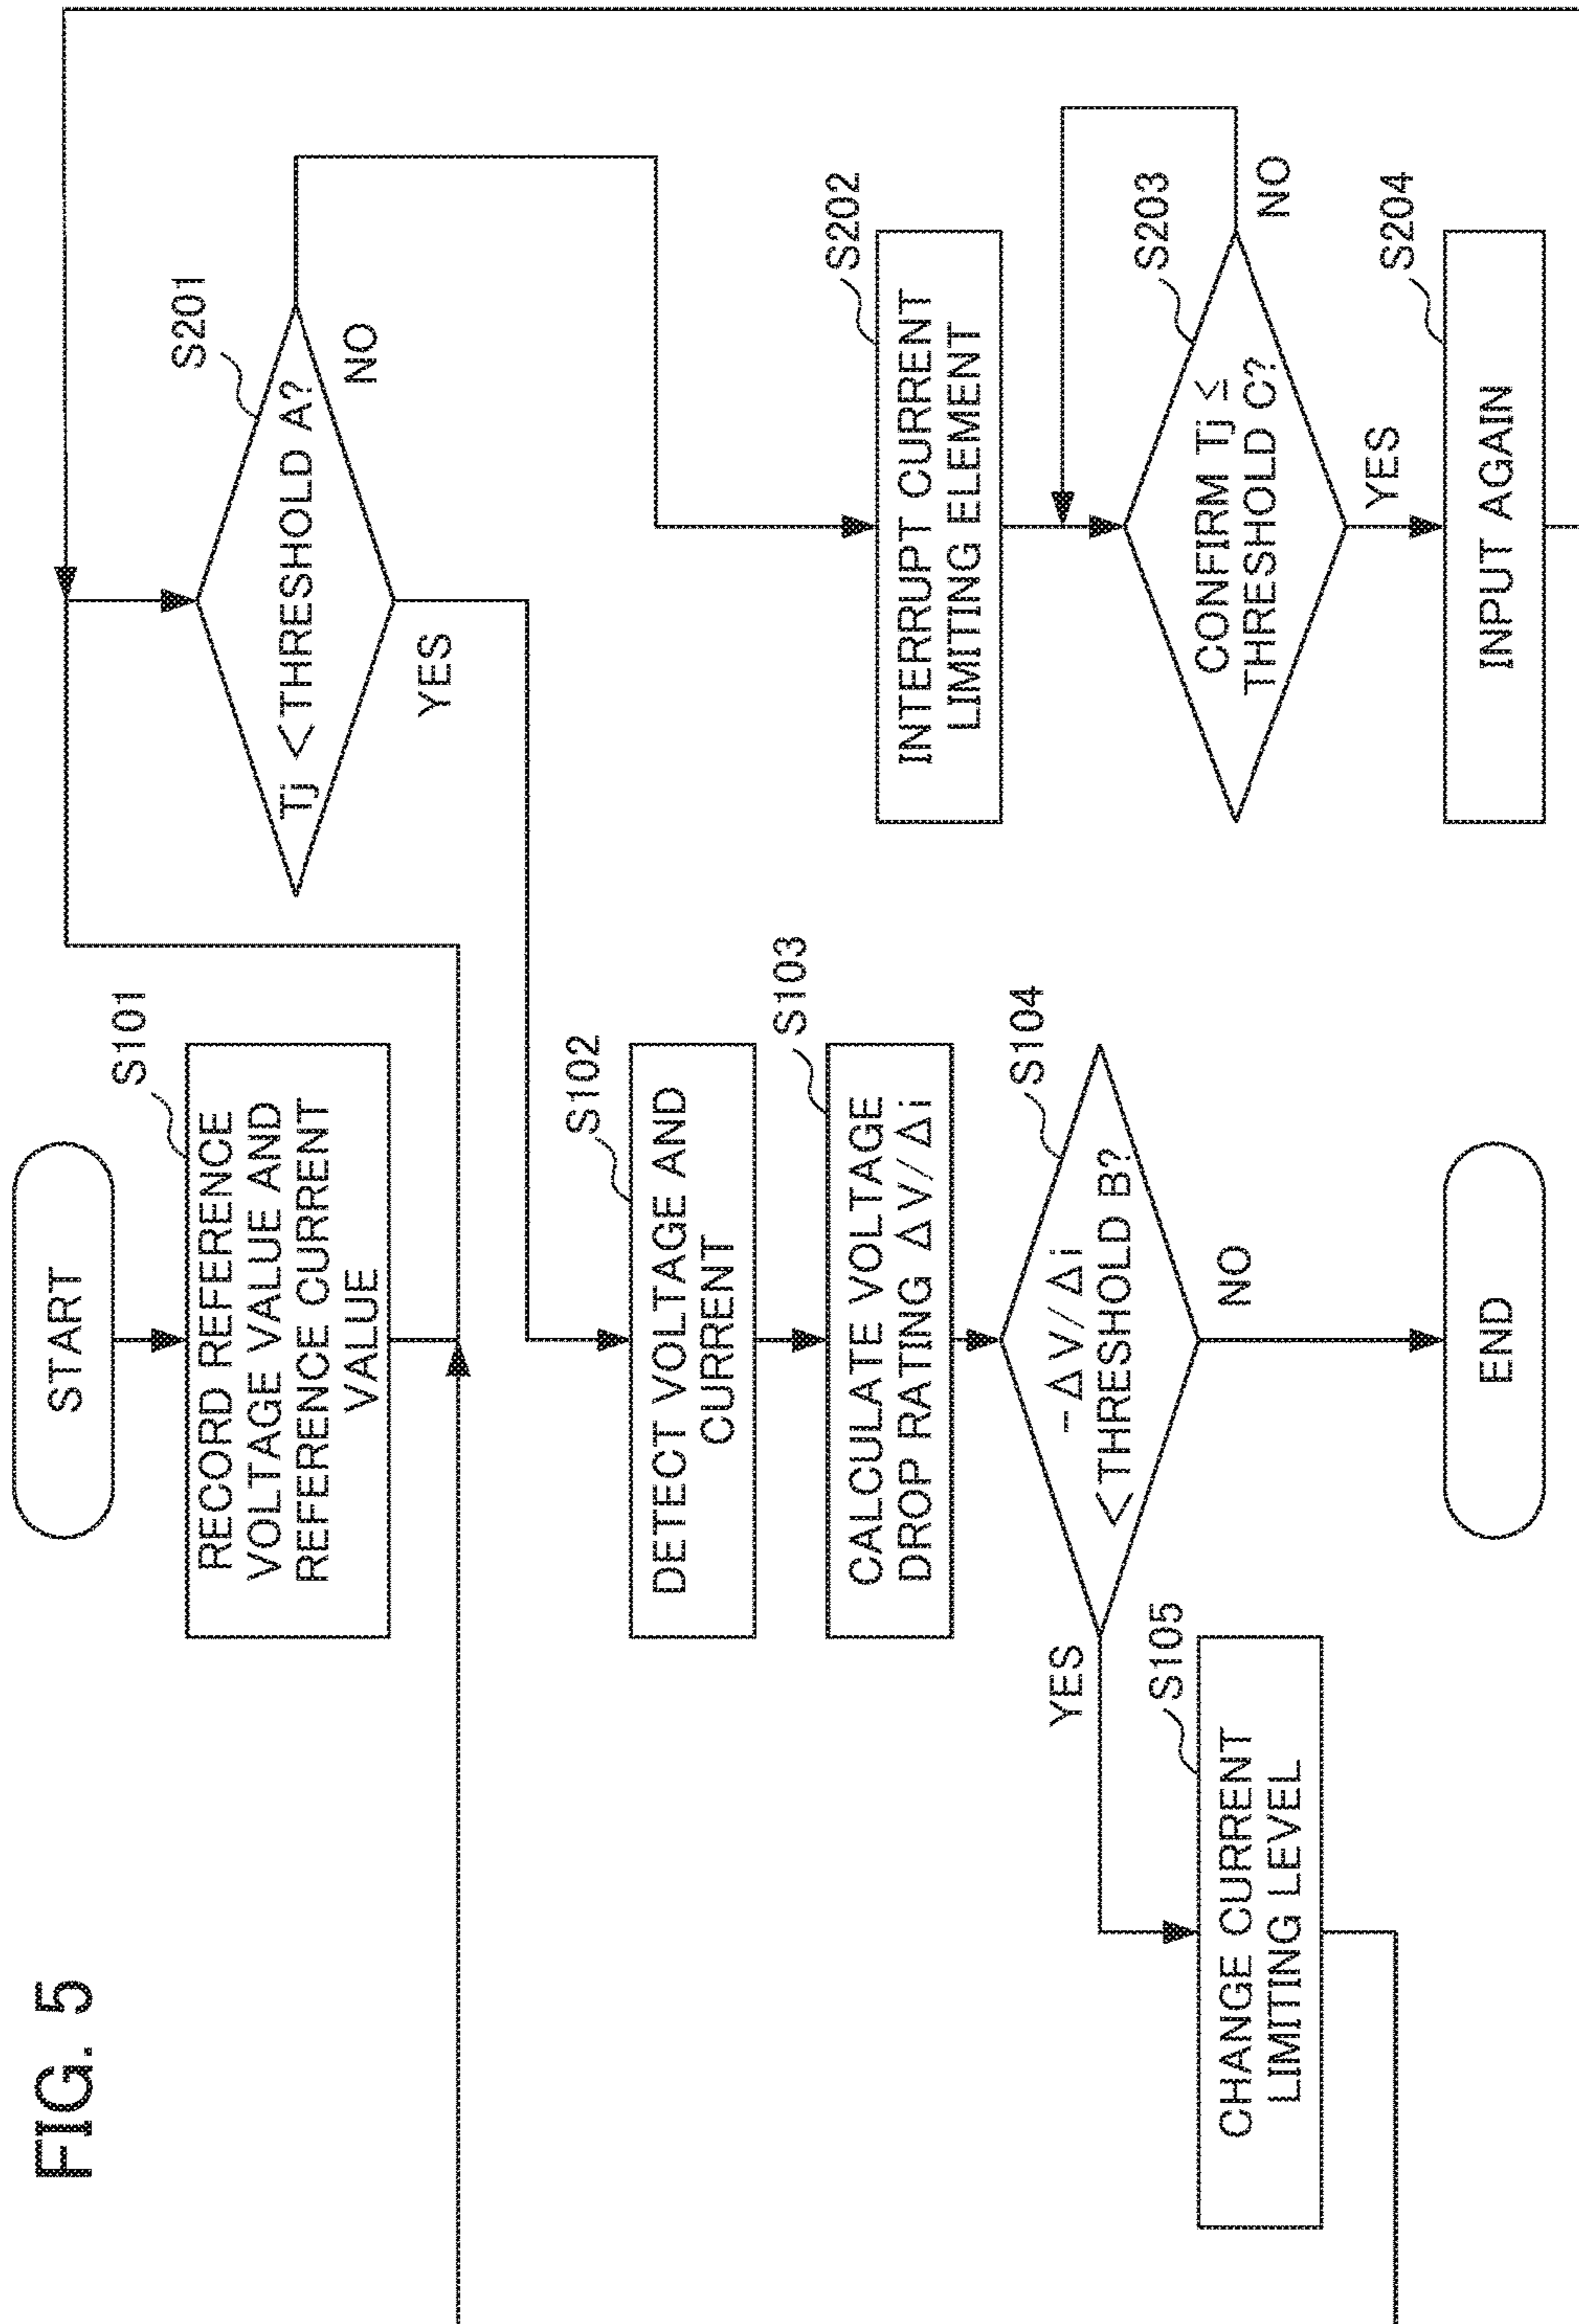 FIG. 5
START
S101
RECORD REFERENCE
VOLTAGE VALUE AND
REFERENCE CURRENT
VALUE
S201
Tj <THRESHOLD A?
NO
YES
S102
DETECT VOLTAGE AND
CURRENT
S103
CALCULATE VOLTAGE
DROP RATING ΔV/Δi
S104
-ΔV/Δi
<THRESHOLD B?
YES
NO
S105
CHANGE CURRENT
LIMITING LEVEL
END
S202
INTERRUPT CURRENT
LIMITING ELEMENT
S203
CONFIRM Tj ≤
THRESHOLD C?
NO
YES
S204
INPUT AGAIN